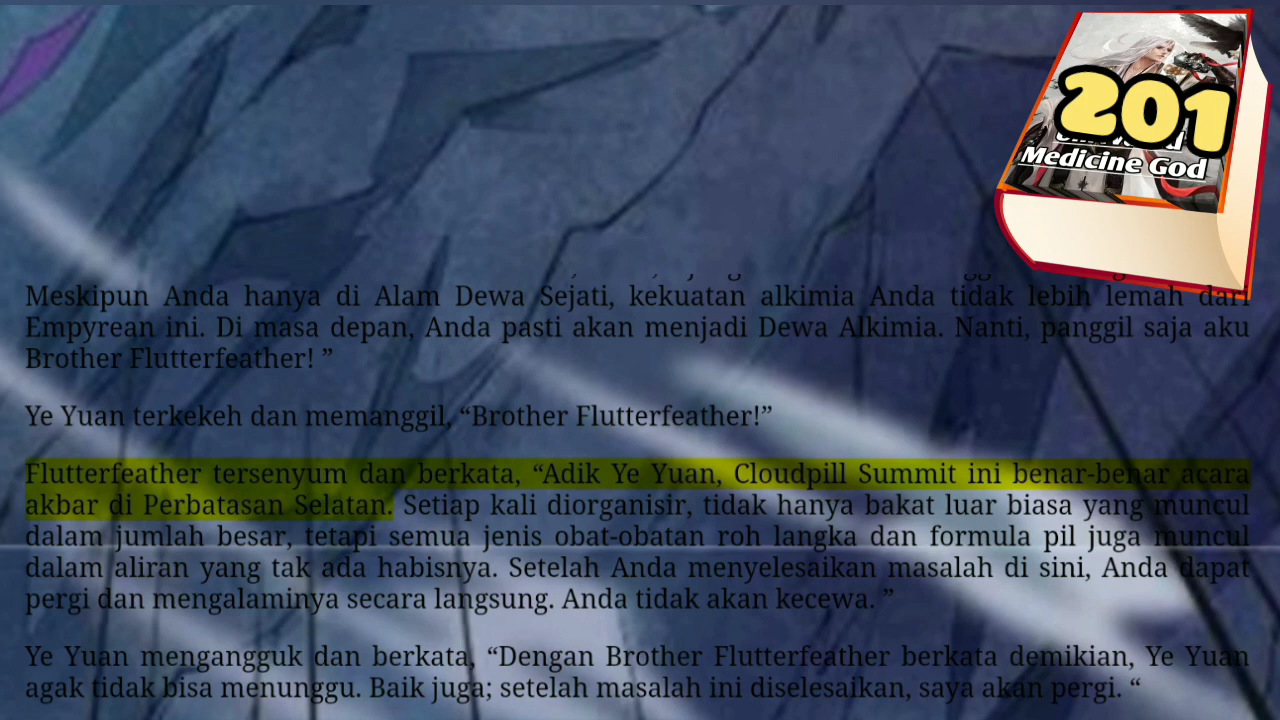 201
Medicine God
Meskipun Anda hanya di Alam Dewa Sejati, kekuatan alkimia Anda tidak lebih lemah dari
Empyrean ini. Di masa depan, Anda pasti akan menjadi Dewa Alkimia. Nanti, panggil saja aku
Brother Flutterfeather! ”
Ye Yuan terkekeh dan memanggil, “Brother Flutterfeather!”
Flutterfeather tersenyum dan berkata, “Adik Ye Yuan, Cloudpill Summit ini benar-benar acara
akbar di Perbatasan Selatan. Setiap kali diorganisir, tidak hanya bakat luar biasa yang muncul
dalam jumlah besar, tetapi semua jenis obat-obatan roh langka dan formula pil juga muncul
dalam aliran yang tak ada habisnya. Setelah Anda menyelesaikan masalah di sini, Anda dapat
pergi dan mengalaminya secara langsung. Anda tidak akan kecewa. ”
Ye Yuan mengangguk dan berkata, “Dengan Brother Flutterfeather berkata demikian, Ye Yuan
agak tidak bisa menunggu. Baik juga; setelah masalah ini diselesaikan, saya akan pergi. “